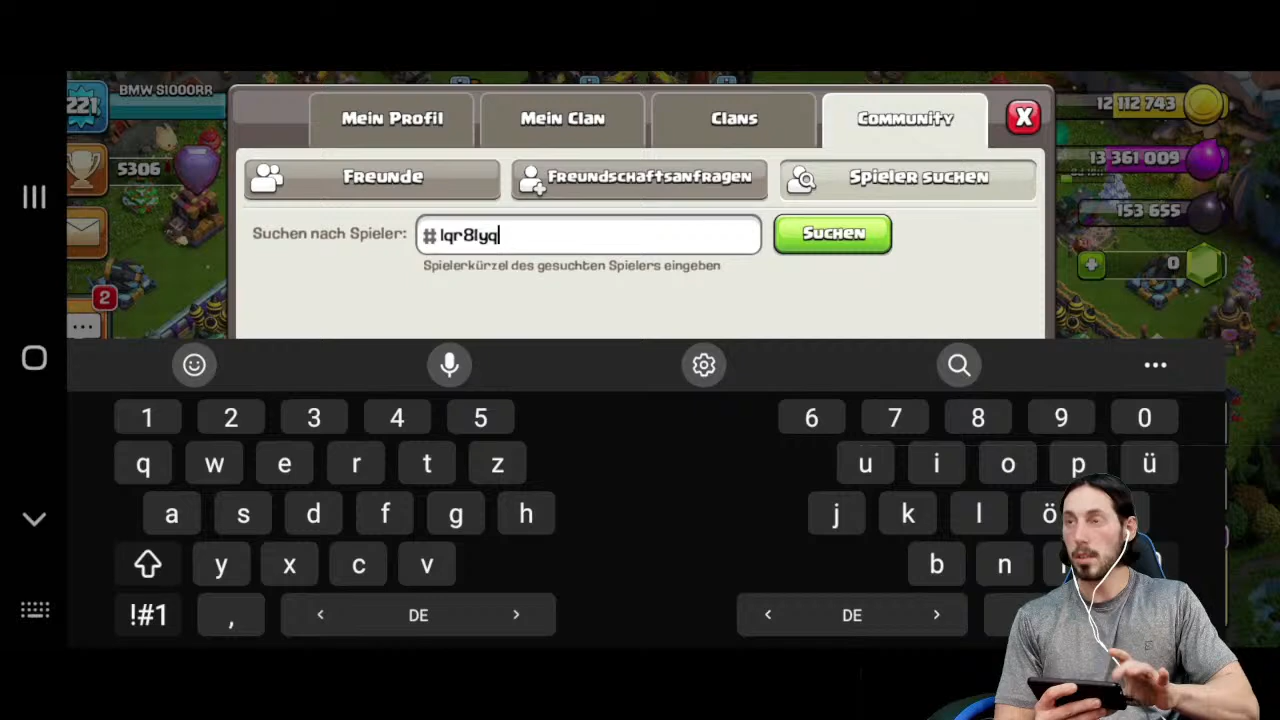 BMW S1000RR
221
5306
2
Mein Profil
Mein Clan
Clans
Community
X
12 112 743
13 361 009
153 655
0
Freunde
Freundschaftsanfragen
Spieler suchen
Suchen nach Spieler:
# lqr8lyq
Suchen
Spielerkürzel des gesuchten Spielers eingeben
1 2 3 4 5 6 7 8 9 0
q w e r t z u i o p ü
a s d f g h j k l ö
y x c v b n
!#1 , < DE > < DE >